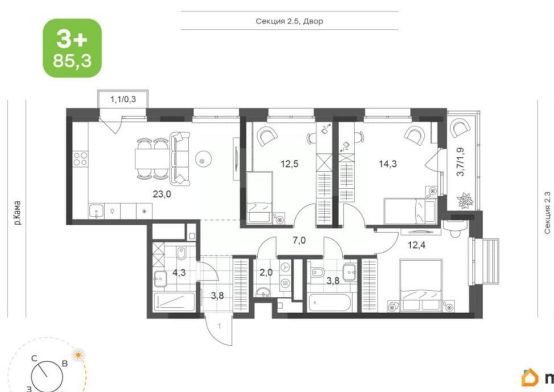 Секция 2.5, Двор
3+
85,3
1,1/0,3
12,5
14,3
3,7/1,9
23,0
р.Кама
Секция 2.3
7,0
12,4
4,3
2,0
3,8
3,8
1
С
В
З